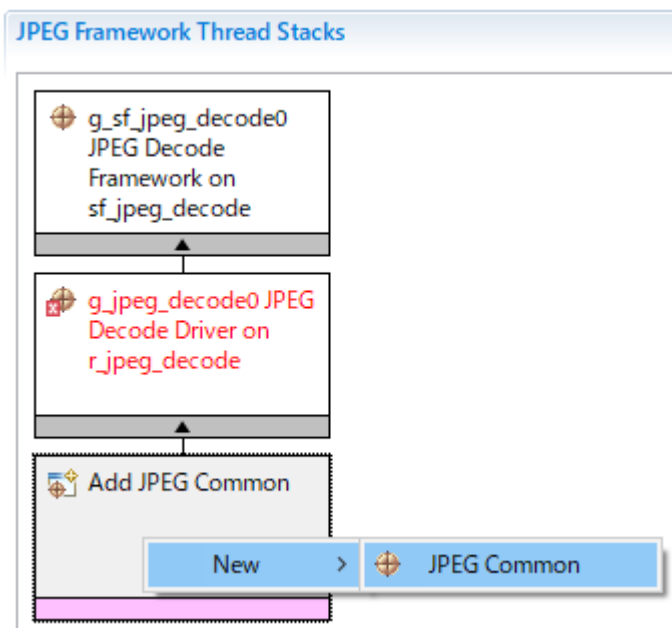 JPEG Framework Thread Stacks
g_sf_jpeg_decode0
JPEG Decode
Framework on
sf_jpeg_decode
g_jpeg_decode0 JPEG
Decode Driver on
r_jpeg_decode
Add JPEG Common
New
JPEG Common